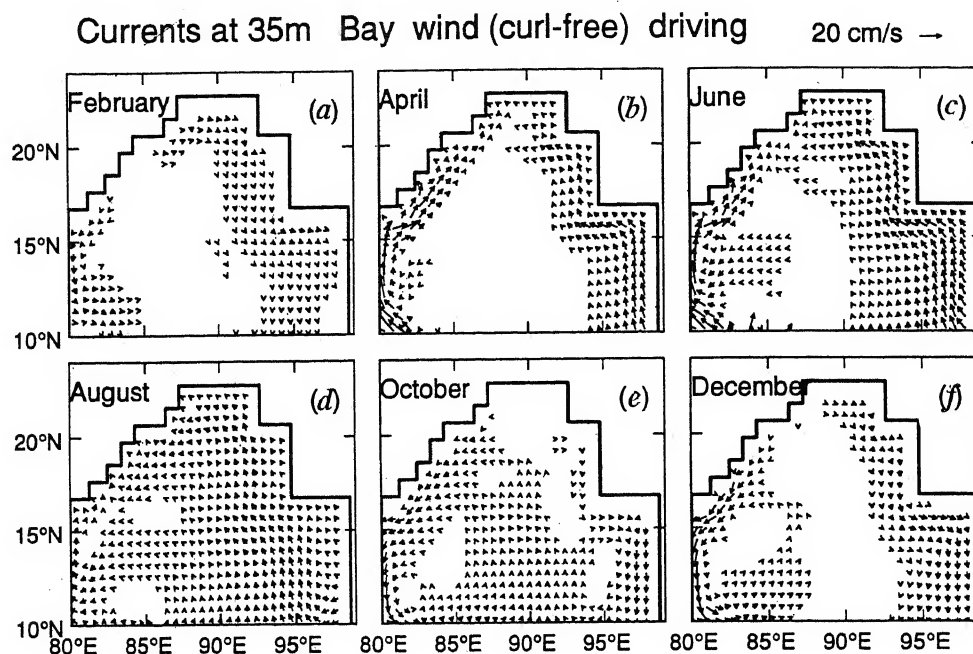 Currents at 35m Bay wind (curl-free) driving 20 cm/s →
February (a) April (b) June (c)
20°N
15°N
10°N
August (d) October (e) December (f)
20°N
15°N
10°N
80°E 85°E 90°E 95°E 80°E 85°E 90°E 95°E 80°E 85°E 90°E 95°E